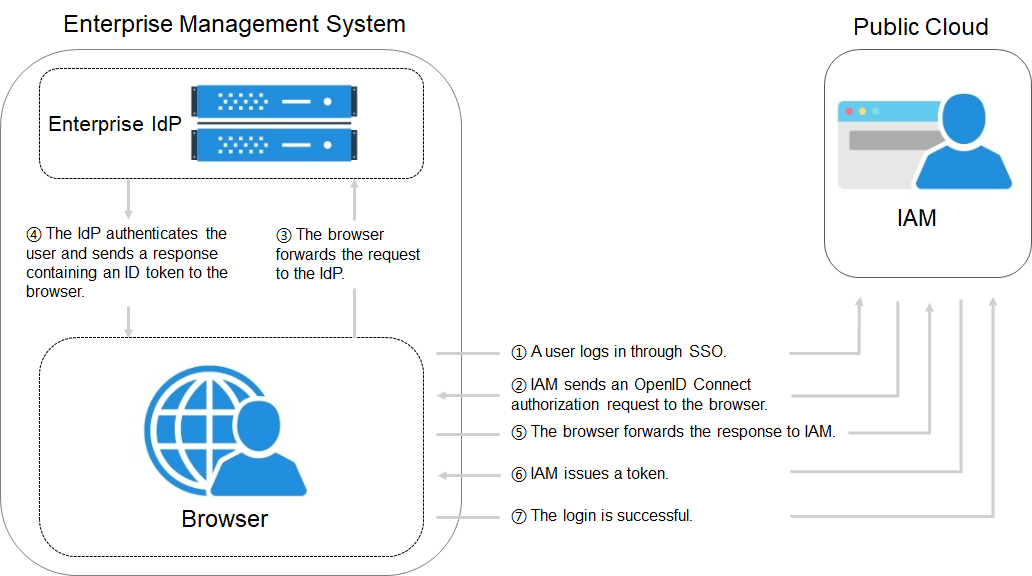 Enterprise Management System
Public Cloud
Enterprise IdP
IAM
④ The IdP authenticates the
user and sends a response
containing an ID token to the
browser.
③ The browser
forwards the request
to the IdP.
① A user logs in through SSO.
② IAM sends an OpenID Connect
authorization request to the browser.
⑤ The browser forwards the response to IAM.
⑥ IAM issues a token.
⑦ The login is successful.
Browser